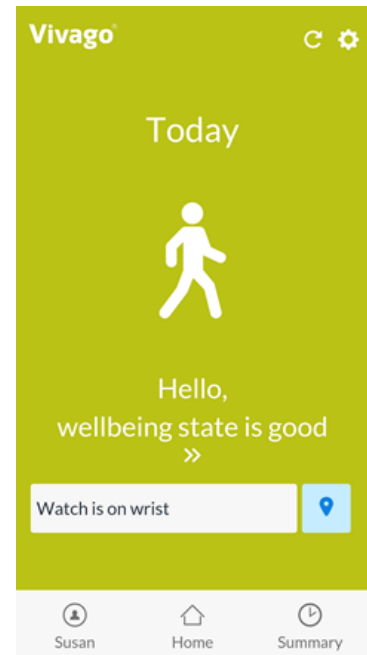 Vivago®
Today
Hello,
wellbeing state is good
»
Watch is on wrist
Susan
Home
Summary